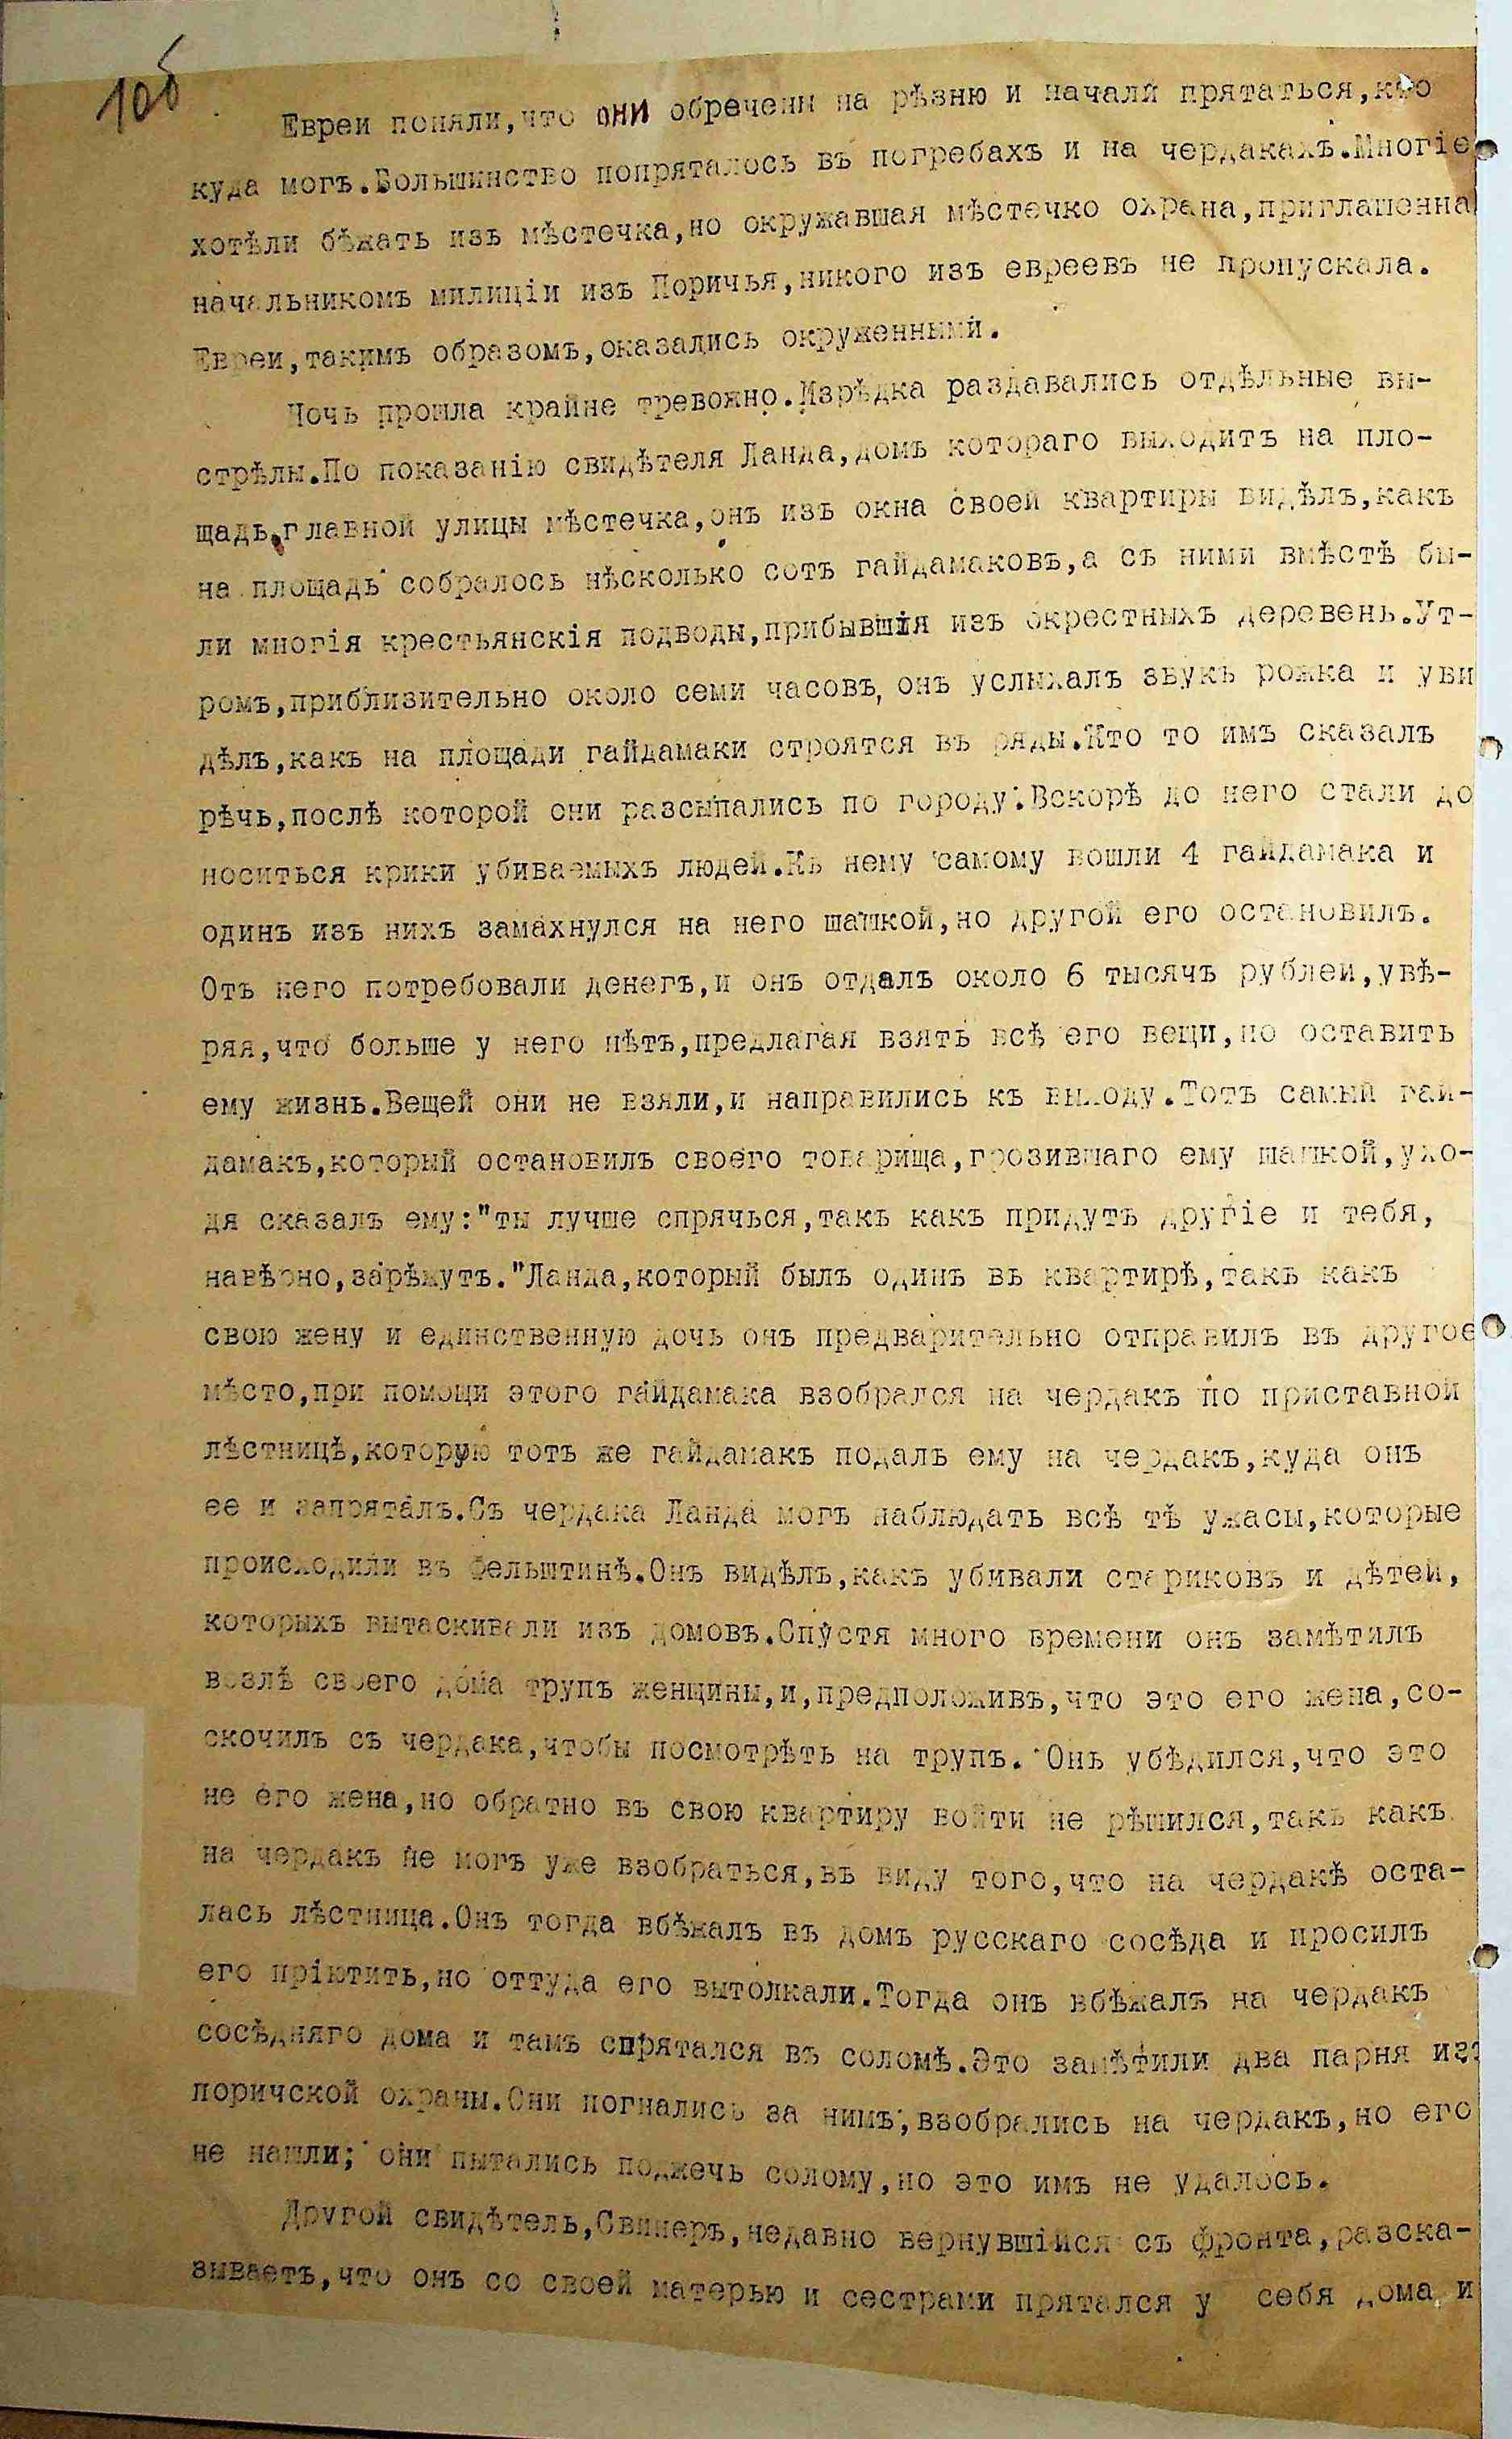 106
Евреи поняли,что они обречени на рѣзню и начали прятаться,кто
куда могъ.Большинство попряталось въ погребахъ и на чердакахъ.Многіе
хотѣли бѣжать изъ мѣстечка,но окружавшая мѣстечко охрана,приглашенна
начальникомъ милиціи изъ Поричья,никого изъ евреевъ не пропускала.
Евреи,такимъ образомъ,оказались окруженными.
Ночь прошла крайне тревожно.Изрѣдка раздавались отдѣльные вы-
стрѣлы.По показанію свидѣтеля Ланда,домъ котораго выходитъ на пло-
щадь,главной улицы мѣстечка,онъ изъ окна своей квартиры видѣлъ,какъ
на площадь собралось нѣсколько сотъ гайдамаковъ,а съ ними вмѣстѣ бы-
ли многія крестьянскія подводы,прибывшія изъ окрестныхъ деревень.Ут-
ромъ,приблизительно около семи часовъ, онъ услыхалъ звукъ рожка и уви
дѣлъ,какъ на площади гайдамаки строятся въ ряды.Кто то имъ сказалъ
рѣчь,послѣ которой они разсыпались по городу.Вскорѣ до него стали до
носиться крики убиваемыхъ людей.Къ нему самому вошли 4 гайдамака и
одинъ изъ нихъ замахнулся на него шашкой,но другой его остановилъ.
Отъ него потребовали денегъ,и онъ отдалъ около 6 тысячъ рублей,увѣ-
ряя,что больше у него нѣтъ,предлагая взять всѣ его вещи,но оставить
ему жизнь.Вещей они не взяли,и направились къ выходу.Тотъ самый гай-
дамакъ,который остановилъ своего товарища,грозившаго ему шашкой,ухо-
дя сказалъ ему:"ты лучше спрячься,такъ какъ придутъ другіе и тебя,
навѣрно,зарѣжутъ."Ланда,который былъ одинъ въ квартирѣ,такъ какъ
свою жену и единственную дочь онъ предварительно отправилъ въ другое
мѣсто,при помощи этого гайдамака взобрался на чердакъ по приставной
лѣстницѣ,которую тотъ же гайдамакъ подалъ ему на чердакъ,куда онъ
ее и запряталъ.Съ чердака Ланда могъ наблюдать всѣ тѣ ужасы,которые
происходили въ Фельштинѣ.Онъ видѣлъ,какъ убивали стариковъ и дѣтей,
которыхъ вытаскивали изъ домовъ.Спустя много времени онъ замѣтилъ
возлѣ своего дома трупъ женщины,и,предположивъ,что это его жена,со-
скочилъ съ чердака,чтобы посмотрѣть на трупъ. Онъ убѣдился,что это
не его жена,но обратно въ свою квартиру войти не рѣшился,такъ какъ
на чердакъ не могъ уже взобраться,въ виду того,что на чердакѣ оста-
лась лѣстница.Онъ тогда вбѣжалъ въ домъ русскаго сосѣда и просилъ
его пріютить,но оттуда его вытолкали.Тогда онъ вбѣжалъ на чердакъ
сосѣдняго дома и тамъ спрятался въ соломѣ.Это замѣтили два парня изъ
поричской охраны.Они погнались за нимъ,взобрались на чердакъ,но его
не нашли; они пытались поджечь солому,но это имъ не удалось.
Другой свидѣтель,Свинеръ,недавно вернувшійся съ фронта,разска-
зываетъ,что онъ со своей матерью и сестрами прятался у себя дома и